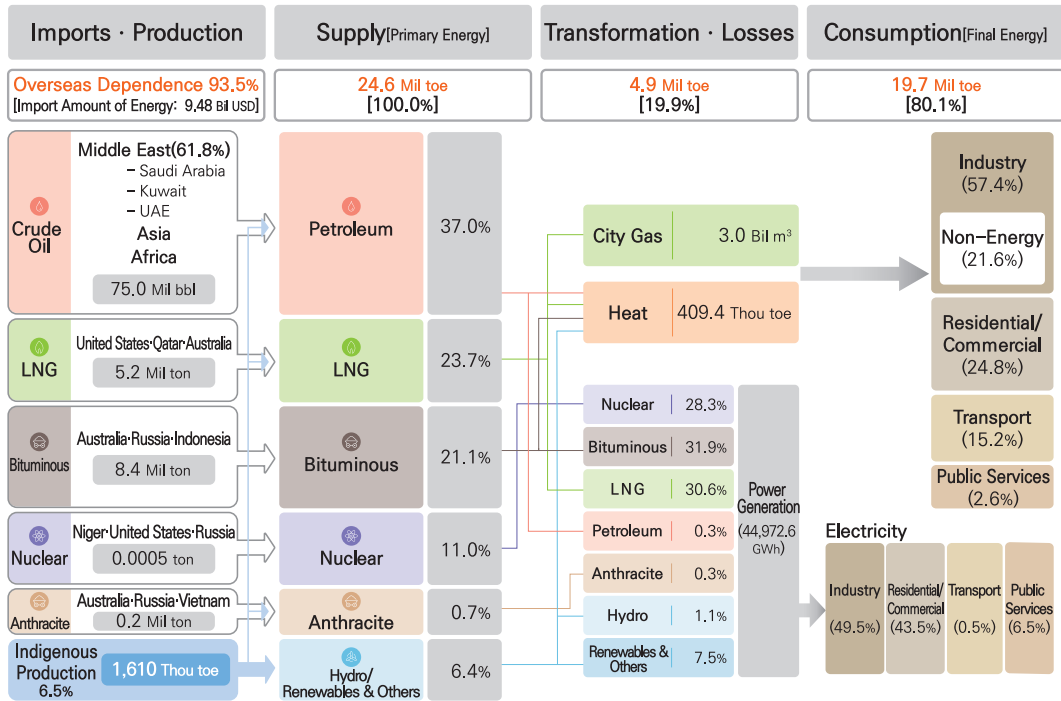 Imports · Production
Supply[Primary Energy]
Transformation · Losses
Consumption[Final Energy]
Overseas Dependence 93.5%
[Import Amount of Energy: 9.48 Bil USD]
24.6 Mil toe
[100.0%]
4.9 Mil toe
[19.9%]
19.7 Mil toe
[80.1%]
Crude
Oil
Middle East(61.8%)
– Saudi Arabia
– Kuwait
– UAE
Asia
Africa
75.0 Mil bbl
LNG
United States·Qatar·Australia
5.2 Mil ton
Bituminous
Australia·Russia·Indonesia
8.4 Mil ton
Nuclear
Niger·United States·Russia
0.0005 ton
Anthracite
Australia·Russia·Vietnam
0.2 Mil ton
Indigenous
Production
6.5%
1,610 Thou toe
Petroleum
37.0%
LNG
23.7%
Bituminous
21.1%
Nuclear
11.0%
Anthracite
0.7%
Hydro/
Renewables & Others
6.4%
City Gas
3.0 Bil m³
Heat
409.4 Thou toe
Nuclear
28.3%
Bituminous
31.9%
LNG
30.6%
Petroleum
0.3%
Anthracite
0.3%
Hydro
1.1%
Renewables &
Others
7.5%
Power
Generation
(44,972.6
GWh)
Industry
(57.4%)
Non-Energy
(21.6%)
Residential/
Commercial
(24.8%)
Transport
(15.2%)
Public Services
(2.6%)
Electricity
Industry
(49.5%)
Residential/
Commercial
(43.5%)
Transport
(0.5%)
Public
Services
(6.5%)